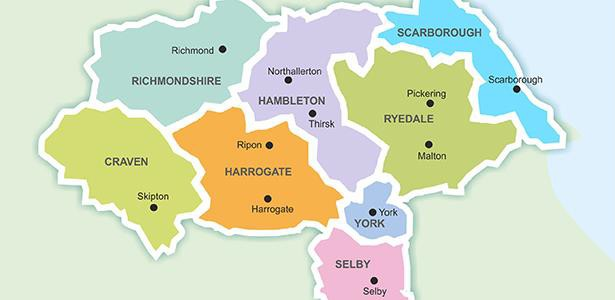 SCARBOROUGH
Richmond
Northallerton
Scarborough
RICHMONDSHIRE
Pickering
HAMBLETON
Thirsk
RYEDALE
Ripon
Malton
CRAVEN
HARROGATE
Skipton
Harrogate
York
YORK
SELBY
Selby